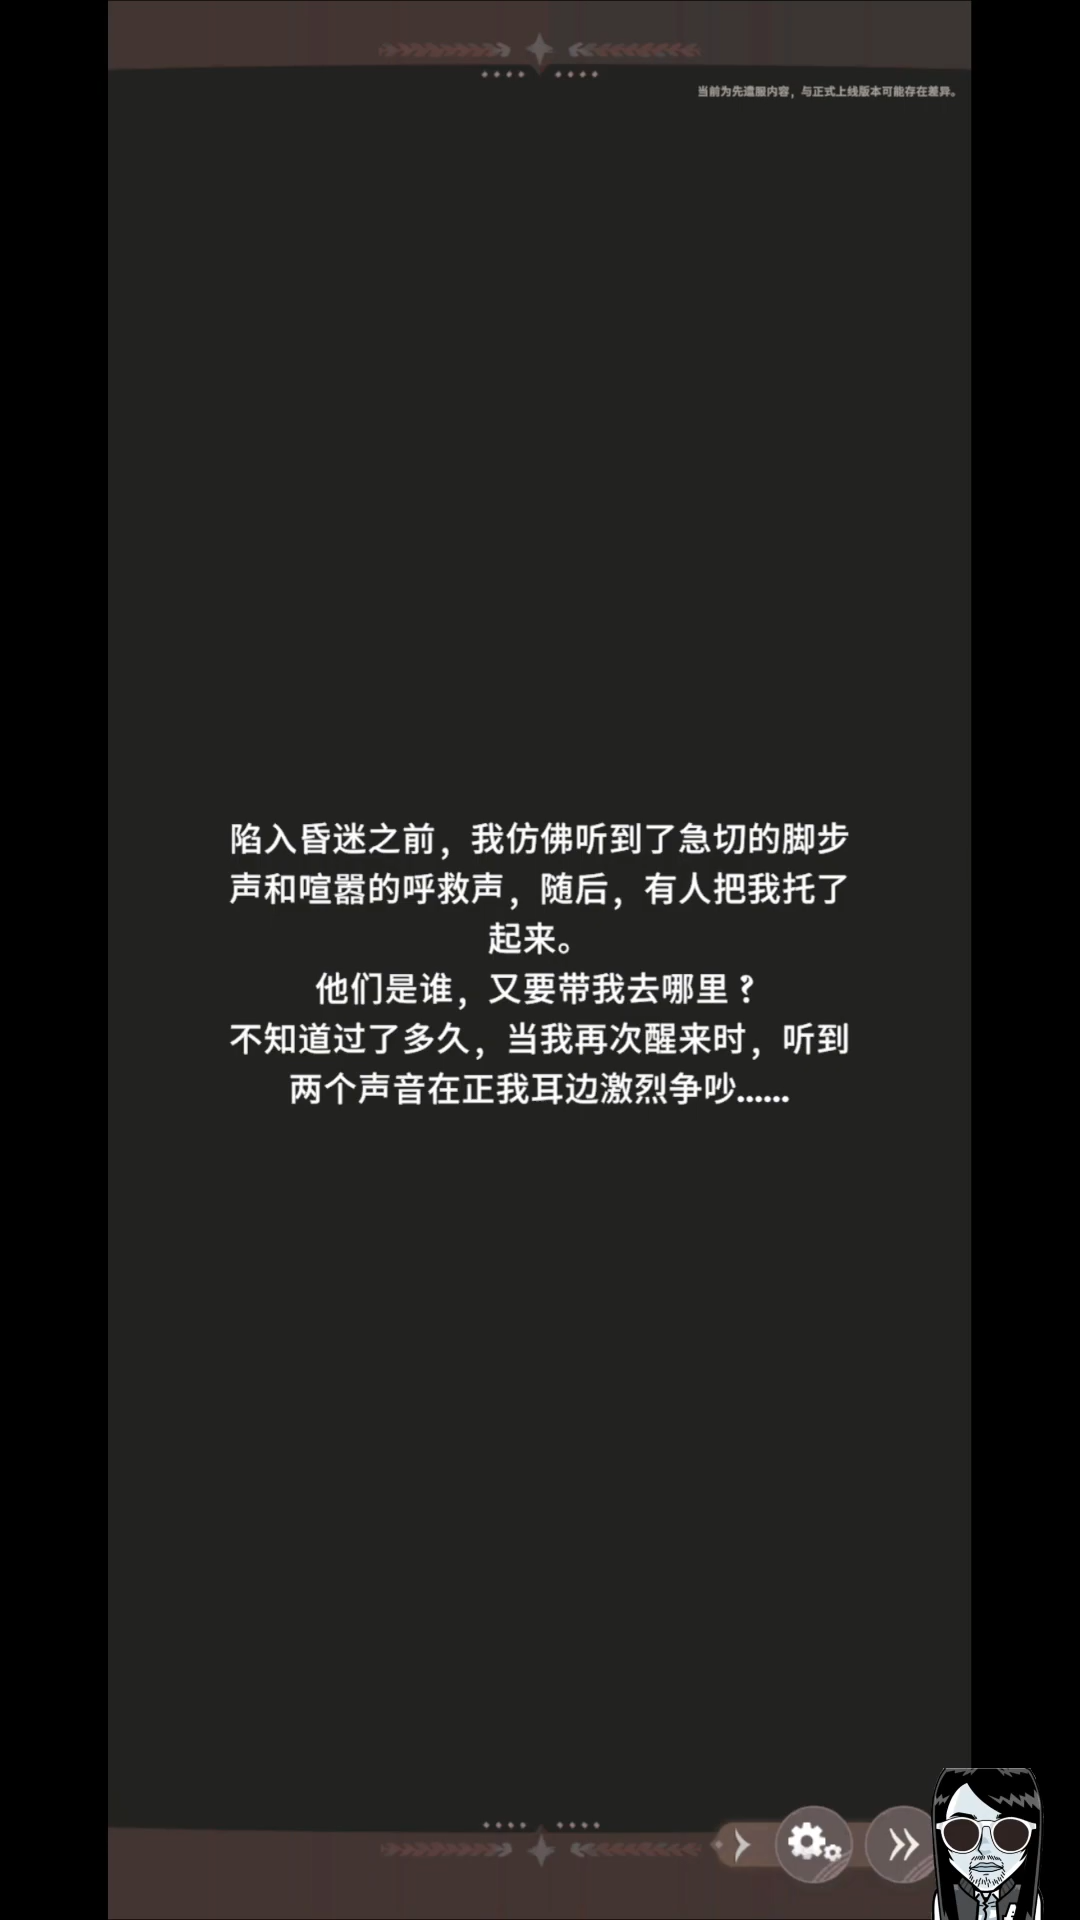 当前为先遣服内容，与正式上线版本可能存在差异。
陷入昏迷之前，我仿佛听到了急切的脚步
声和喧嚣的呼救声，随后，有人把我托了
起来。
他们是谁，又要带我去哪里？
不知道过了多久，当我再次醒来时，听到
两个声音在正我耳边激烈争吵......